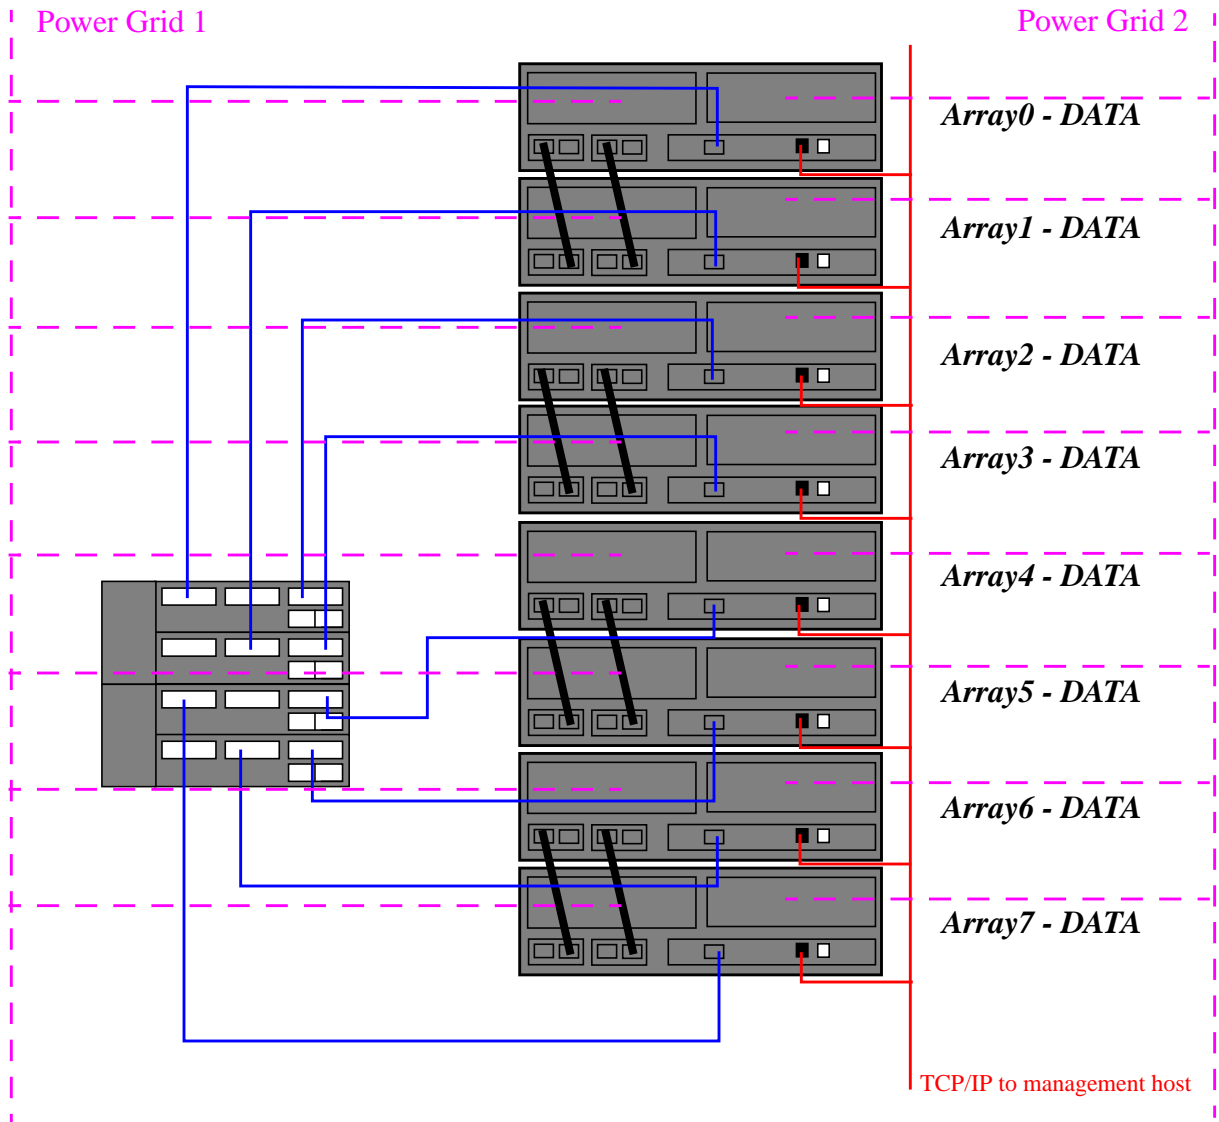 Power Grid 1
Power Grid 2
Array0 - DATA
Array1 - DATA
Array2 - DATA
Array3 - DATA
Array4 - DATA
Array5 - DATA
Array6 - DATA
Array7 - DATA
TCP/IP to management host